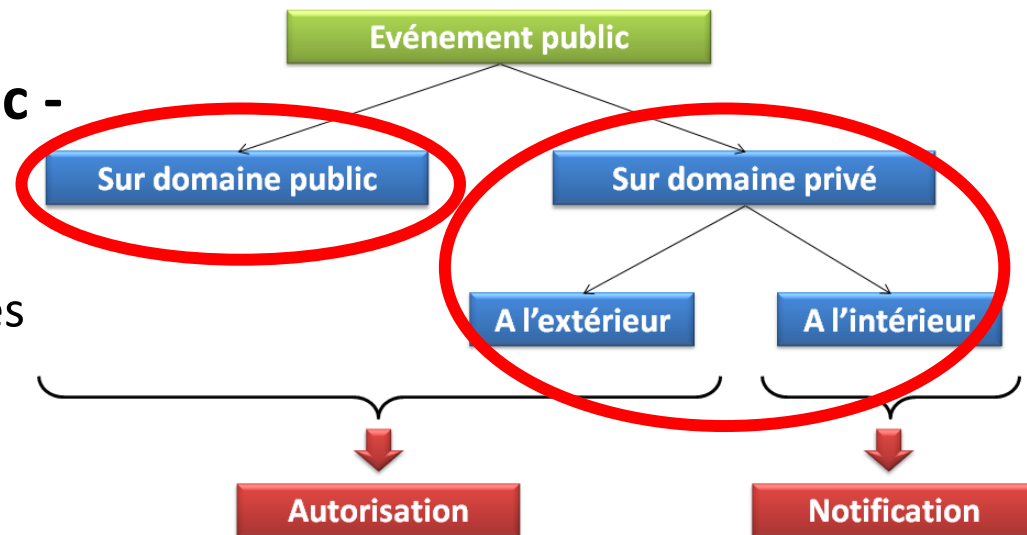 Evénement public
c -
Sur domaine public
Sur domaine privé
es
A l'extérieur
A l'intérieur
Autorisation
Notification